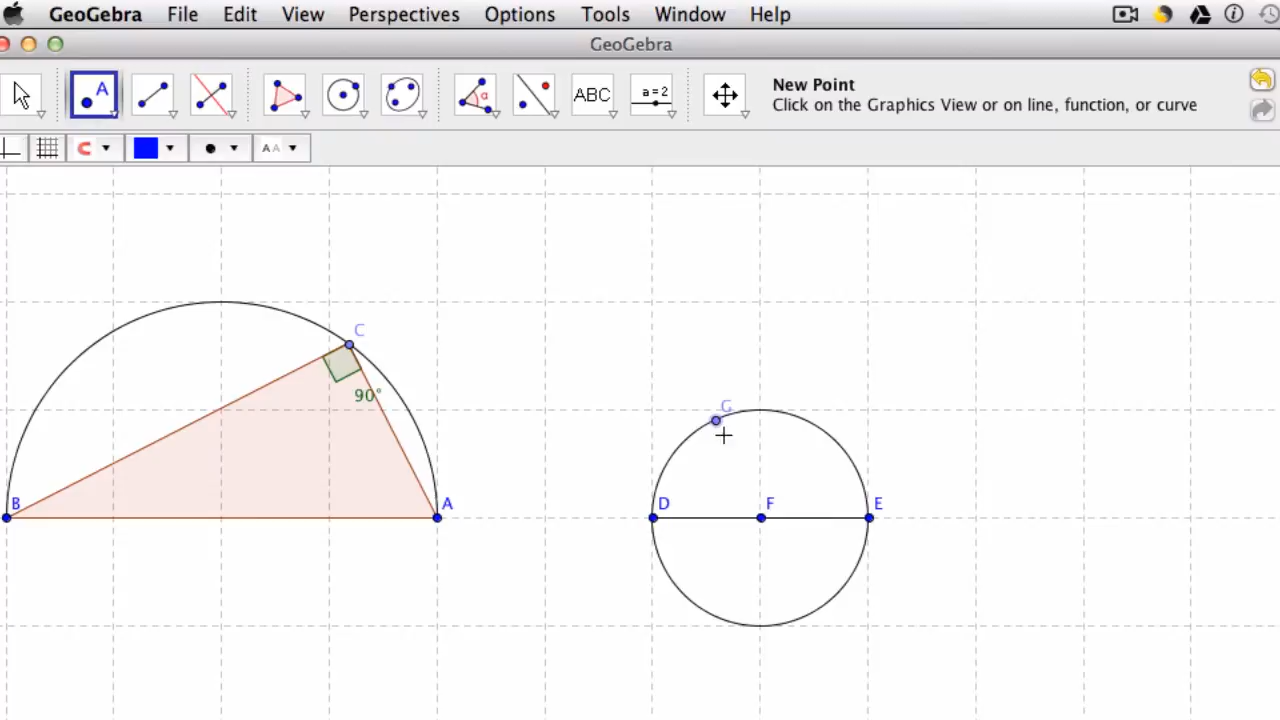 GeoGebra File Edit View Perspectives Options Tools Window Help
GeoGebra
A
α
ABC
a=2
New Point
Click on the Graphics View or on line, function, or curve
A A
C
90°
B
A
G
D
F
E